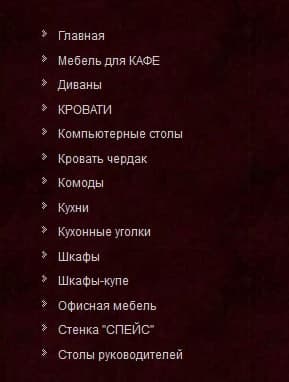 Главная
Мебель для КАФЕ
Диваны
КРОВАТИ
Компьютерные столы
Кровать чердак
Комоды
Кухни
Кухонные уголки
Шкафы
Шкафы-купе
Офисная мебель
Стенка "СПЕЙС"
Столы руководителей